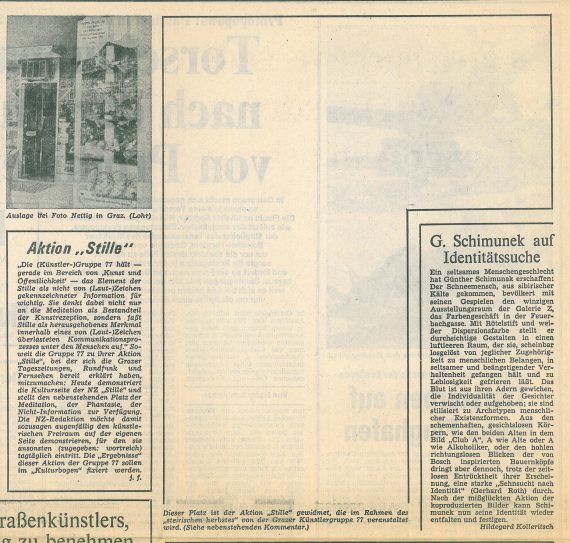 Auslage bei Foto Nettig in Graz. (Lohr)
Aktion „Stille"
„Die (Künstler-)Gruppe 77 hält —
gerade im Bereich von ‚Kunst und
Öffentlichkeit' — das Element der
Stille als nicht von (Laut-)Zeichen
gekennzeichneter Information für
wichtig. Sie denkt dabei nicht nur
an die Meditation als Bestandteil
der Kunstrezeption, sondern faßt
Stille als herausgehobenes Merkmal
innerhalb eines von (Laut-)Zeichen
überlasteten Kommunikationspro-
zesses unter den Menschen auf." So-
weit die Gruppe 77 zu ihrer Aktion
„Stille", bei der sich die Grazer
Tageszeitungen, Rundfunk und
Fernsehen bereit erklärt haben,
mitzumachen: Heute demonstriert
die Kulturseite der NZ „Stille" und
stellt den nebenstehenden Platz der
Meditation, der Phantasie, der
Nicht-Information zur Verfügung.
Die NZ-Redaktion möchte damit
sozusagen augenfällig den künstleri-
schen Freiraum auf der eigenen
Seite demonstrieren, für den sie
ansonsten (zugegeben: wortreich)
tagtäglich eintritt. Die „Ergebnisse"
dieser Aktion der Gruppe 77 sollen
im „Kulturbogen" fixiert werden.
j. f.
raßenkünstlers,
g zu benehmen
Dieser Platz ist der Aktion „Stille" gewidmet, die im Rahmen des
„steirischen herbstes" von der Grazer Künstlergruppe 77 veranstaltet
wird. (Siehe nebenstehenden Kommentar.)
G. Schimunek auf
Identitätssuche
Ein seltsames Menschengeschlecht
hat Günther Schimunek erschaffen:
Der Schneemensch, aus sibirischer
Kälte gekommen, bevölkert mit
seinen Gespielen den winzigen
Ausstellungsraum der Galerie Z,
das Farbengeschäft in der Feuer-
bachgasse. Mit Rötelstift und wei-
ßer Dispersionsfarbe stellt er
durchsichtige Gestalten in einen
luftleeren Raum, der sie, scheinbar
losgelöst von jeglicher Zugehörig-
keit zu menschlichen Belangen, in
seltsamer und beängstigender Ver-
haltenheit gefangen hält und zu
Leblosigkeit gefrieren läßt. Das
Blut ist aus ihren Adern gewichen,
die Individualität der Gesichter
verwischt oder aufgehoben; sie sind
stilisiert zu Archetypen menschli-
cher Existenzformen. Aus den
schemenhaften, gesichtslosen Kör-
pern, wie den beiden Alten in dem
Bild „Club A", A wie Alte oder A
wie Alkoholiker, oder den hohlen
richtungslosen Blicken der von
Bosch inspirierten Bauernköpfe
dringt aber dennoch, trotz der zeit-
losen Entrücktheit ihrer Erschei-
nung, eine starke „Sehnsucht nach
Identität" (Gerhard Roth) durch.
Nach der mißglückten Aktion der
koproduzierten Bilder kann Schi-
munek nun seine Identität wieder
entfalten und festigen.
Hildegard Kolleritsch